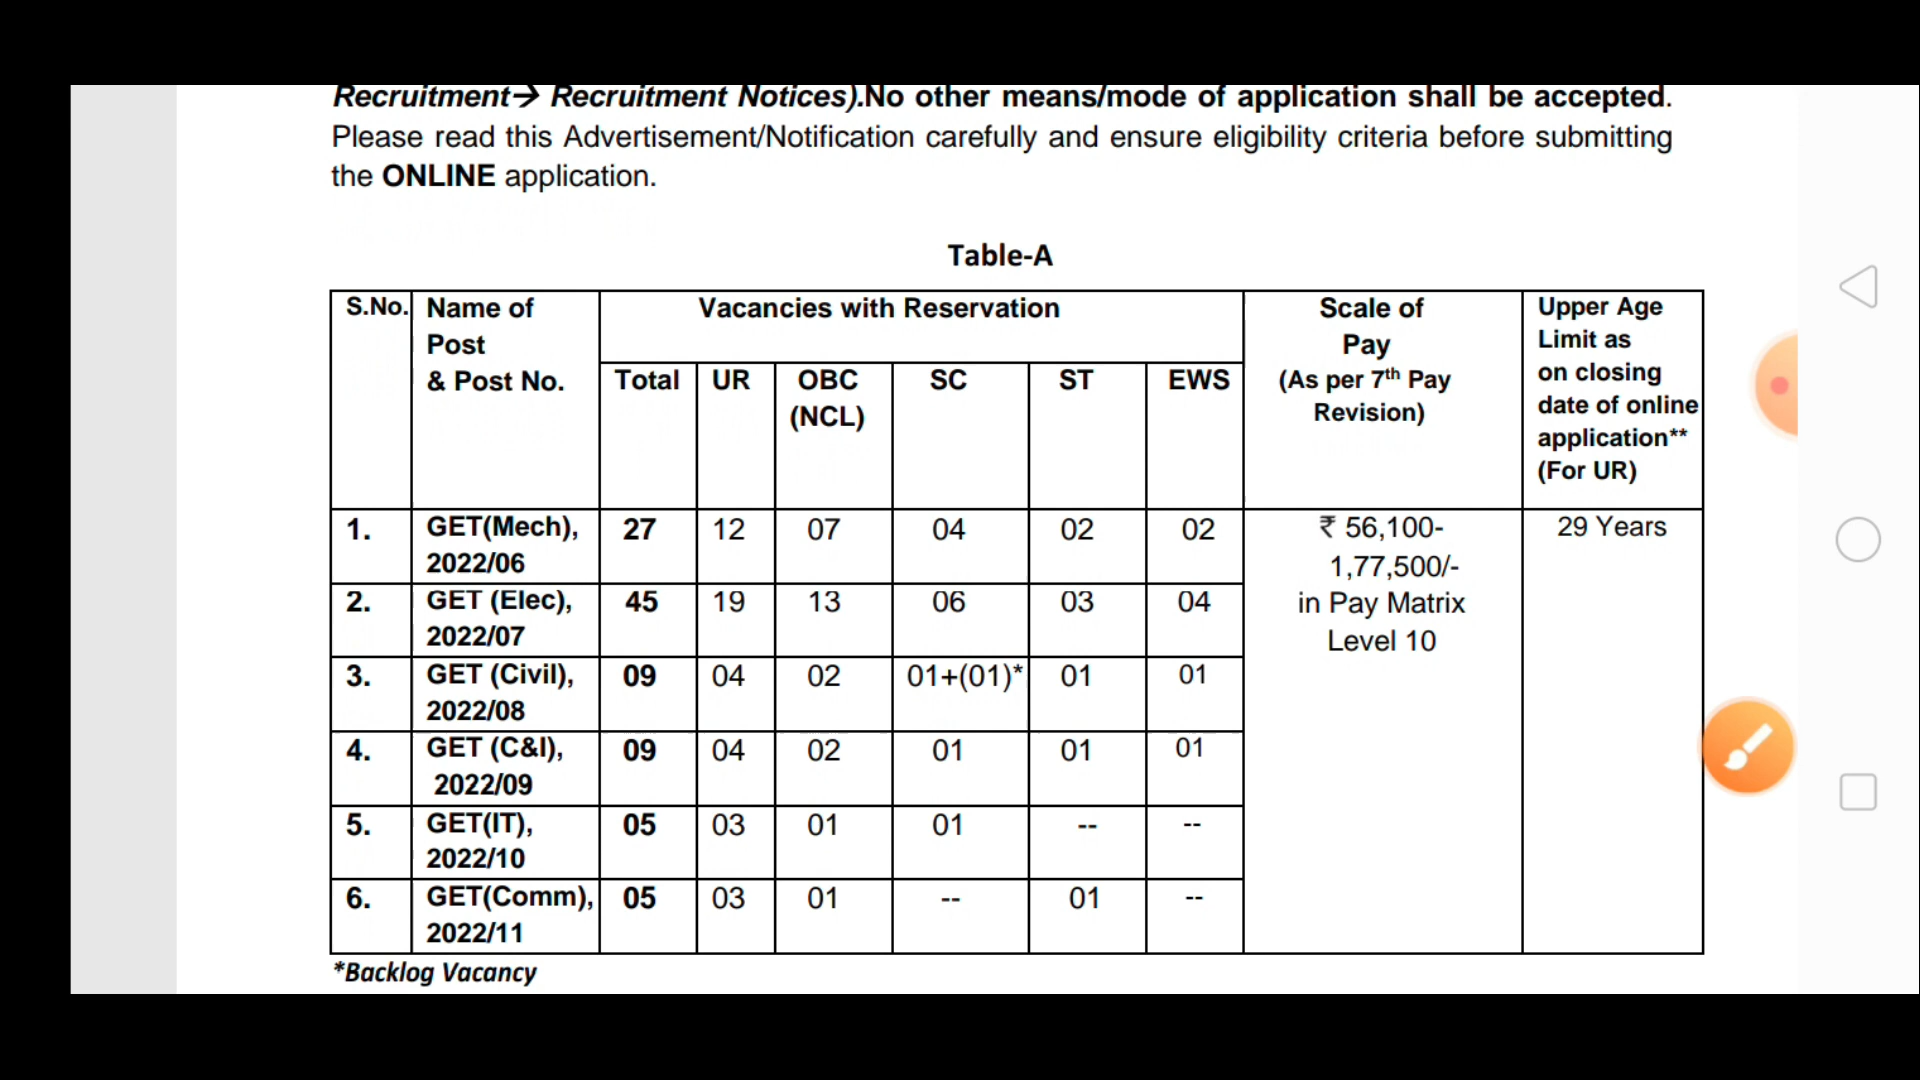 Recruitment→ Recruitment Notices).No other means/mode of application shall be accepted.
Please read this Advertisement/Notification carefully and ensure eligibility criteria before submitting
the ONLINE application.
Table-A
S.No. Name of Post & Post No. Vacancies with Reservation Scale of Pay (As per 7th Pay Revision) Upper Age Limit as on closing date of online application** (For UR)
Total UR OBC (NCL) SC ST EWS
1. GET(Mech), 2022/06 27 12 07 04 02 02 ₹ 56,100-1,77,500/- in Pay Matrix Level 10 29 Years
2. GET (Elec), 2022/07 45 19 13 06 03 04
3. GET (Civil), 2022/08 09 04 02 01+(01)* 01 01
4. GET (C&I), 2022/09 09 04 02 01 01 01
5. GET(IT), 2022/10 05 03 01 01 -- --
6. GET(Comm), 2022/11 05 03 01 -- 01 --
*Backlog Vacancy